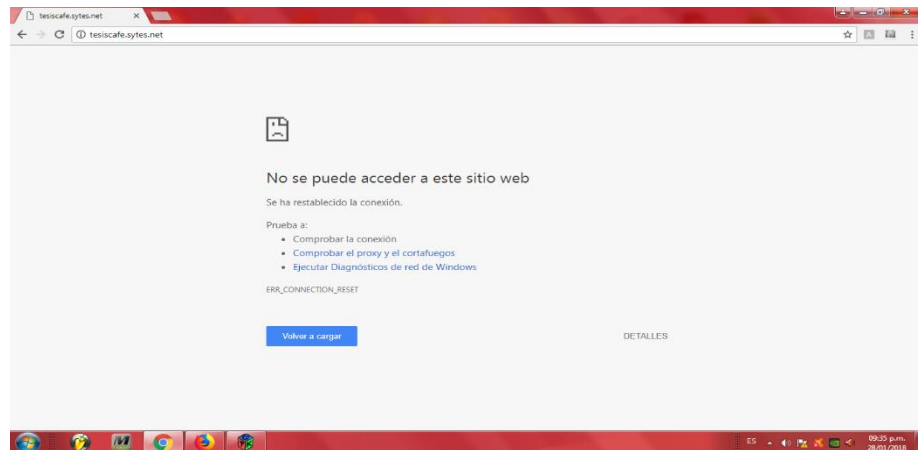 tesiscafe.sytes.net
tesiscafe.sytes.net
No se puede acceder a este sitio web
Se ha restablecido la conexión.
Prueba a:
Comprobar la conexión
Comprobar el proxy y el cortafuegos
Ejecutar Diagnósticos de red de Windows
ERR_CONNECTION_RESET
Volver a cargar
DETALLES
ES
09:35 p.m.
28/01/2018